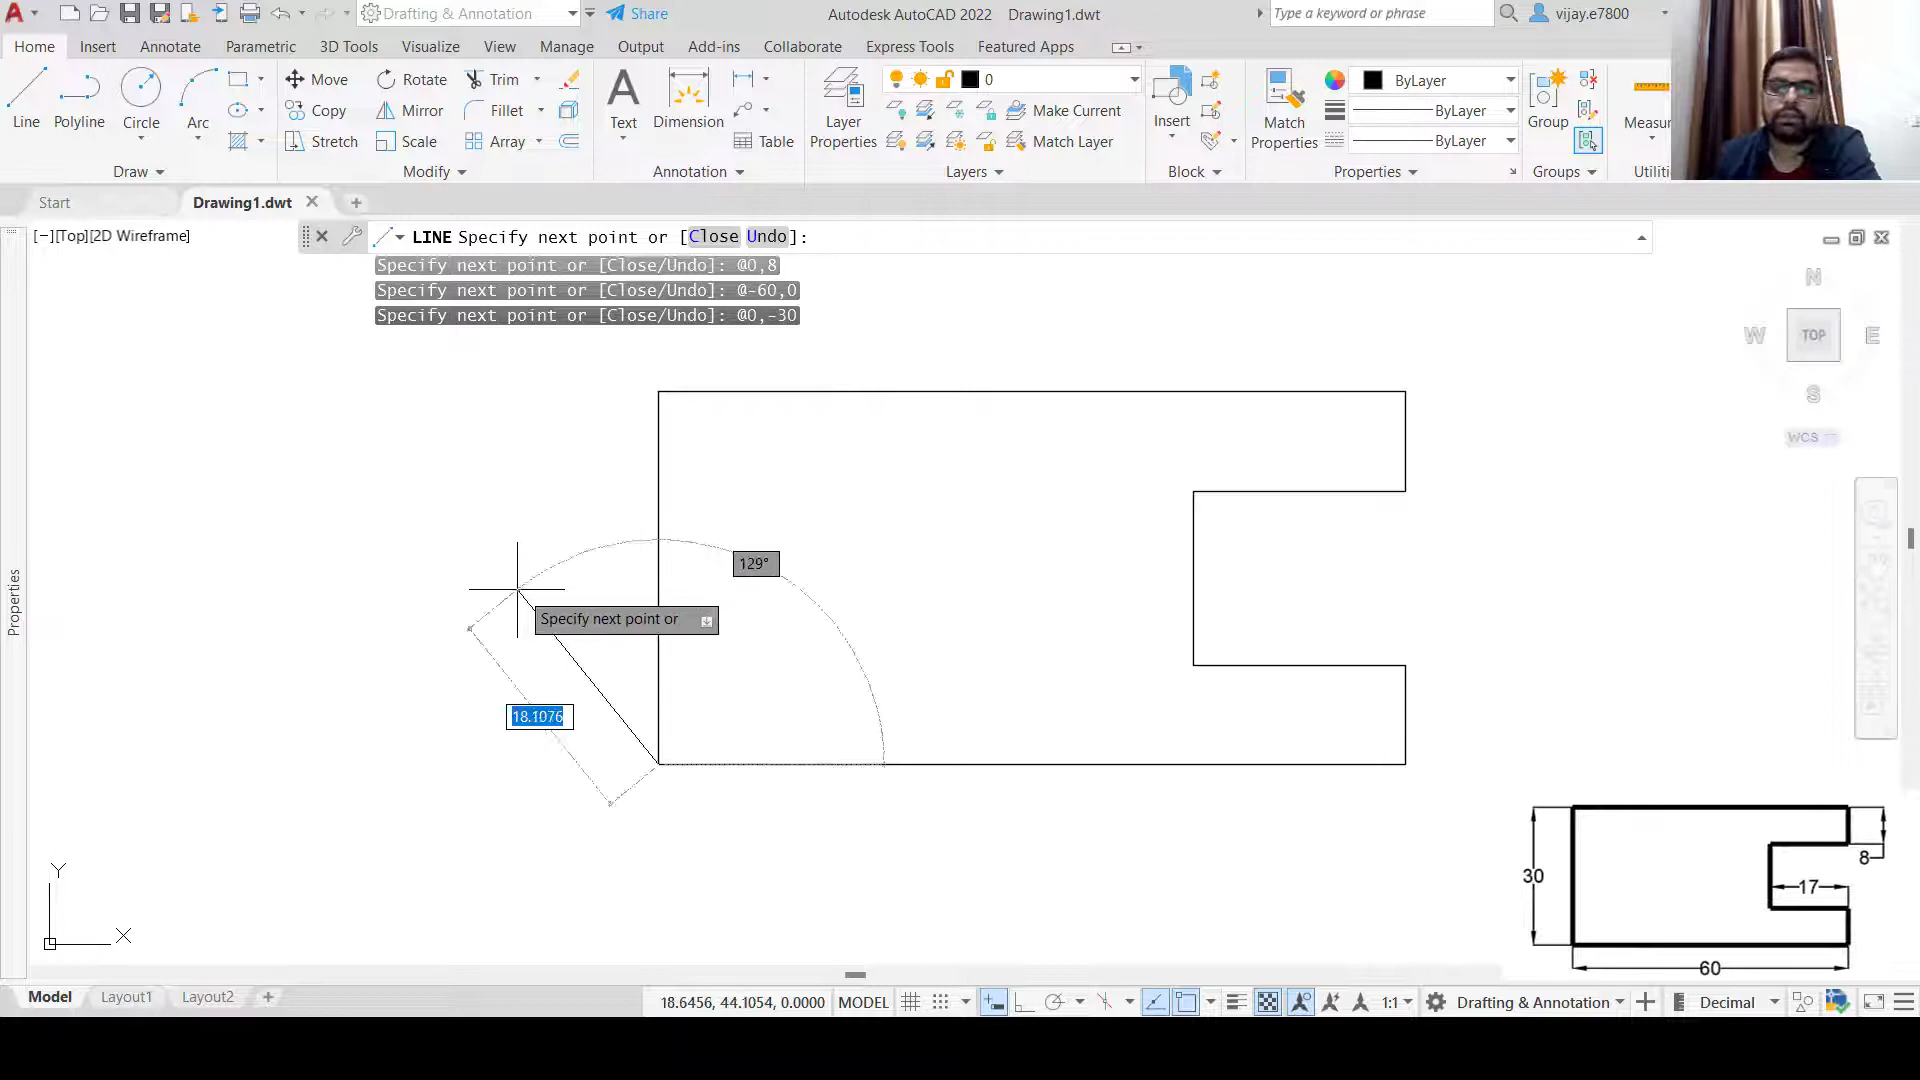 Drafting & Annotation
Share
Autodesk AutoCAD 2022 Drawing1.dwt
Type a keyword or phrase
vijay.e7800
Home Insert Annotate Parametric 3D Tools Visualize View Manage Output Add-ins Collaborate Express Tools Featured Apps
Line Polyline Circle Arc
Move Rotate Trim
Copy Mirror Fillet
Stretch Scale Array
Text Dimension Table
Layer Properties
0
Make Current
Match Layer
Insert
Match Properties
ByLayer
ByLayer
ByLayer
Group
Measur
Draw Modify Annotation Layers Block Properties Groups Utiliti
Start Drawing1.dwt
[−][Top][2D Wireframe]
LINE Specify next point or [Close Undo]:
Specify next point or [Close/Undo]: @0,8
Specify next point or [Close/Undo]: @-60,0
Specify next point or [Close/Undo]: @0,-30
N
W TOP E
S
WCS
129°
Specify next point or
18.1076
Properties
Y
X
30
8
17
60
Model Layout1 Layout2
18.6456, 44.1054, 0.0000 MODEL
1:1
Drafting & Annotation
Decimal